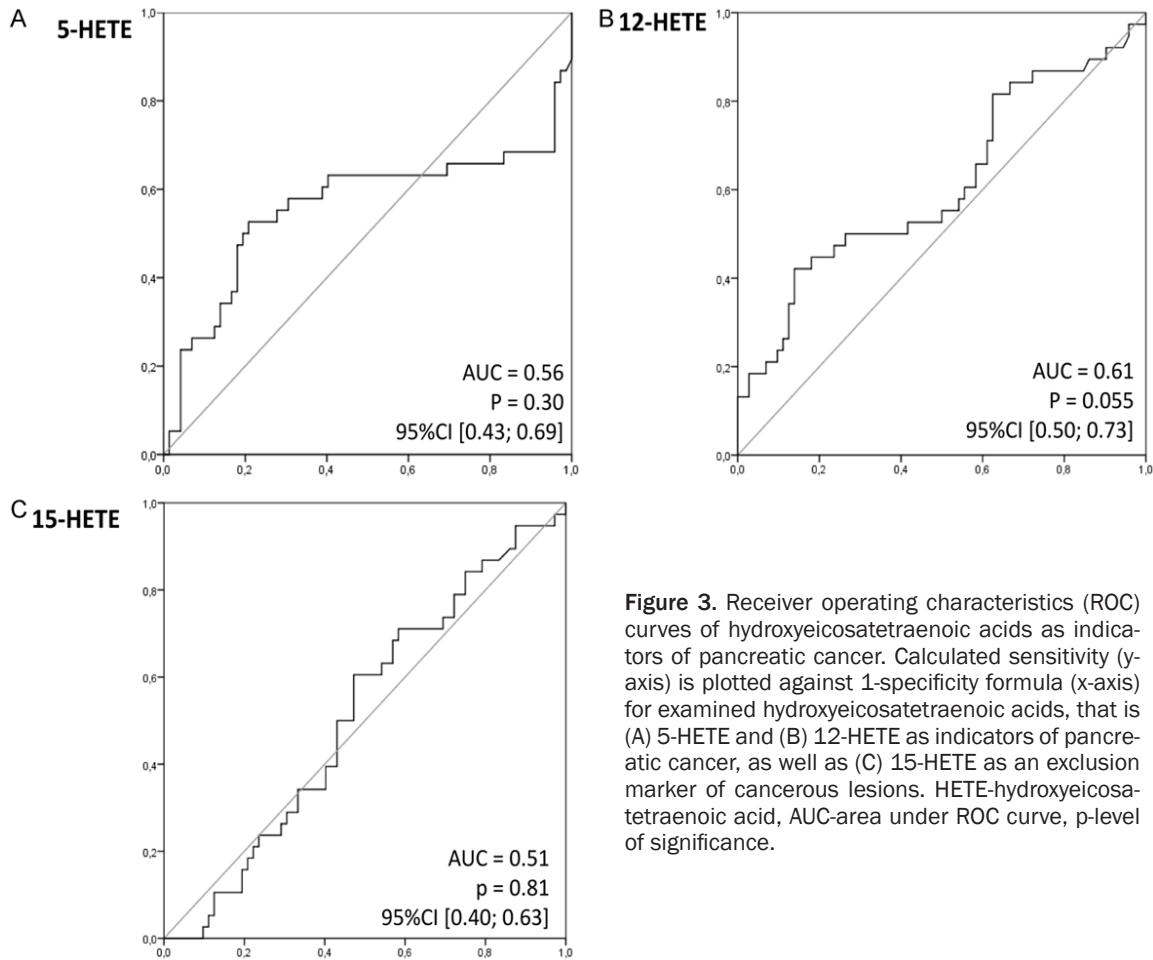 A
5-HETE
1,0
0,8
0,6
0,4
0,2
0,0
0,0 0,2 0,4 0,6 0,8 1,0
AUC = 0.56
P = 0.30
95%CI [0.43; 0.69]
B
12-HETE
1,0
0,8
0,6
0,4
0,2
0,0
0,0 0,2 0,4 0,6 0,8 1,0
AUC = 0.61
P = 0.055
95%CI [0.50; 0.73]
C
15-HETE
1,0
0,8
0,6
0,4
0,2
0,0
0,0 0,2 0,4 0,6 0,8 1,0
AUC = 0.51
p = 0.81
95%CI [0.40; 0.63]
Figure 3. Receiver operating characteristics (ROC)
curves of hydroxyeicosatetraenoic acids as indica-
tors of pancreatic cancer. Calculated sensitivity (y-
axis) is plotted against 1-specificity formula (x-axis)
for examined hydroxyeicosatetraenoic acids, that is
(A) 5-HETE and (B) 12-HETE as indicators of pancre-
atic cancer, as well as (C) 15-HETE as an exclusion
marker of cancerous lesions. HETE-hydroxyeicosa-
tetraenoic acid, AUC-area under ROC curve, p-level
of significance.